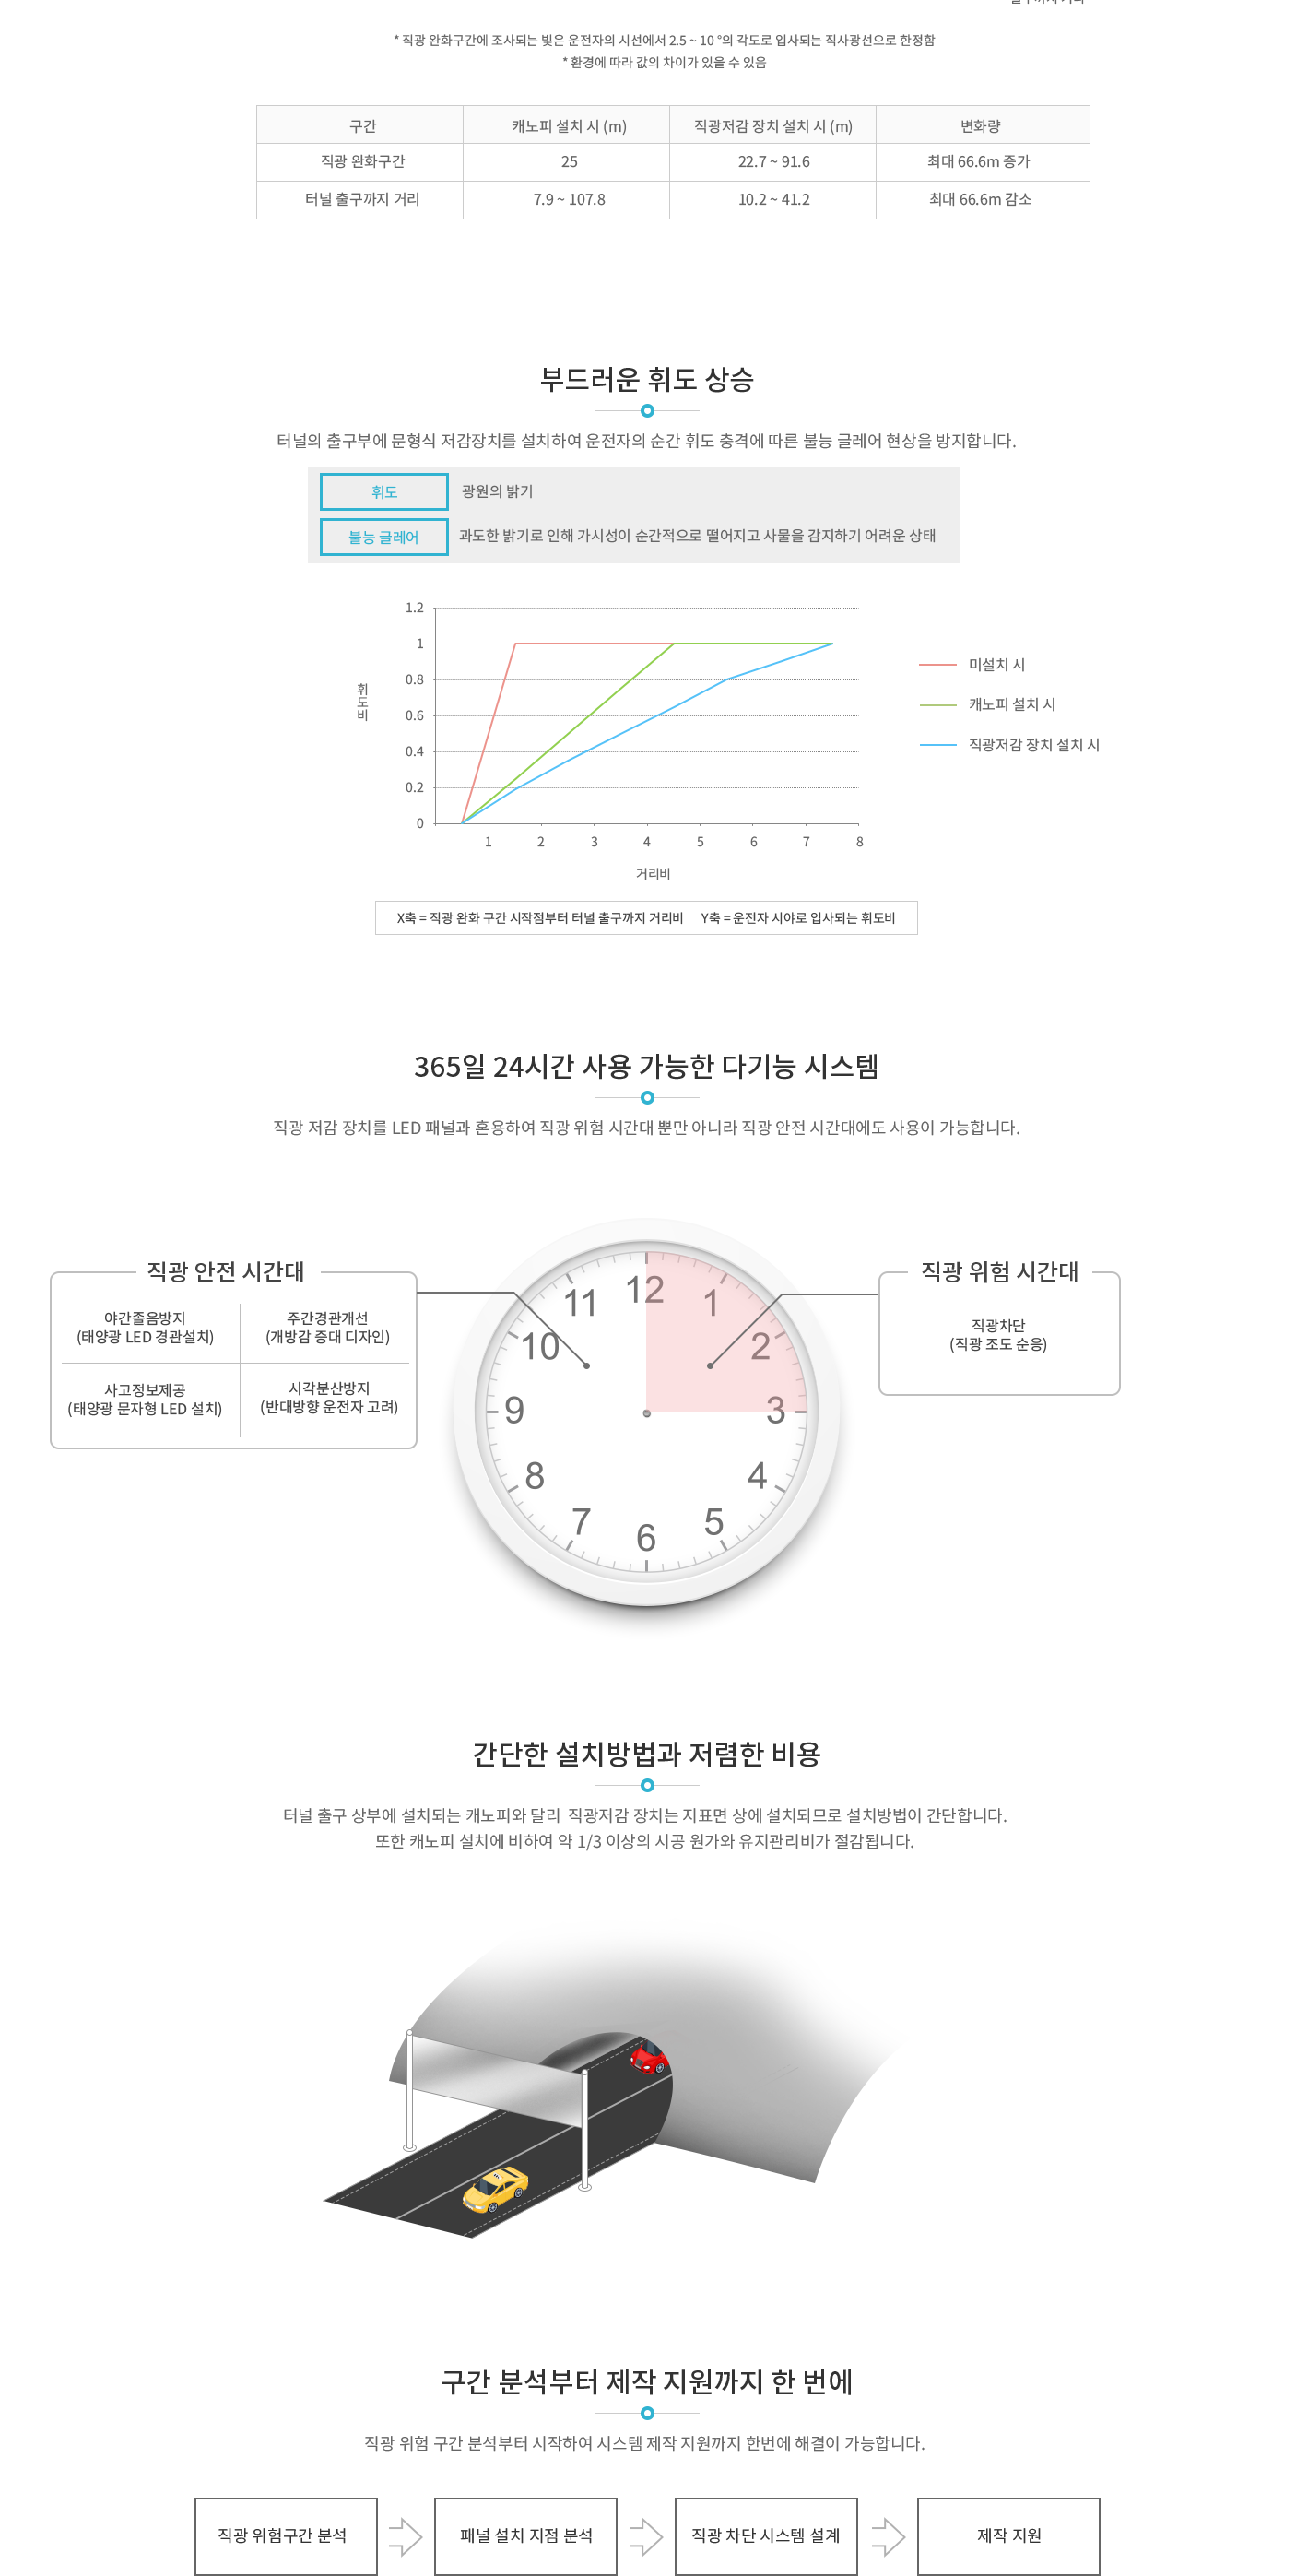 * 직광 완화구간에 조사되는 빛은 운전자의 시선에서 2.5 ~ 10 °의 각도로 입사되는 직사광선으로 한정함
* 환경에 따라 값의 차이가 있을 수 있음
구간 캐노피 설치 시 (m) 직광저감 장치 설치 시 (m) 변화량
직광 완화구간 25 22.7 ~ 91.6 최대 66.6m 증가
터널 출구까지 거리 7.9 ~ 107.8 10.2 ~ 41.2 최대 66.6m 감소
부드러운 휘도 상승
터널의 출구부에 문형식 저감장치를 설치하여 운전자의 순간 휘도 충격에 따른 불능 글레어 현상을 방지합니다.
휘도 광원의 밝기
불능 글레어 과도한 밝기로 인해 가시성이 순간적으로 떨어지고 사물을 감지하기 어려운 상태
1.2
1
0.8
0.6
0.4
0.2
0
휘도비
1 2 3 4 5 6 7 8
거리비
미설치 시
캐노피 설치 시
직광저감 장치 설치 시
X축 = 직광 완화 구간 시작점부터 터널 출구까지 거리비 Y축 = 운전자 시야로 입사되는 휘도비
365일 24시간 사용 가능한 다기능 시스템
직광 저감 장치를 LED 패널과 혼용하여 직광 위험 시간대 뿐만 아니라 직광 안전 시간대에도 사용이 가능합니다.
직광 안전 시간대
야간졸음방지
(태양광 LED 경관설치)
주간경관개선
(개방감 증대 디자인)
사고정보제공
(태양광 문자형 LED 설치)
시각분산방지
(반대방향 운전자 고려)
12
1
2
3
4
5
6
7
8
9
10
11
직광 위험 시간대
직광차단
(직광 조도 순응)
간단한 설치방법과 저렴한 비용
터널 출구 상부에 설치되는 캐노피와 달리 직광저감 장치는 지표면 상에 설치되므로 설치방법이 간단합니다.
또한 캐노피 설치에 비하여 약 1/3 이상의 시공 원가와 유지관리비가 절감됩니다.
구간 분석부터 제작 지원까지 한 번에
직광 위험 구간 분석부터 시작하여 시스템 제작 지원까지 한번에 해결이 가능합니다.
직광 위험구간 분석
패널 설치 지점 분석
직광 차단 시스템 설계
제작 지원